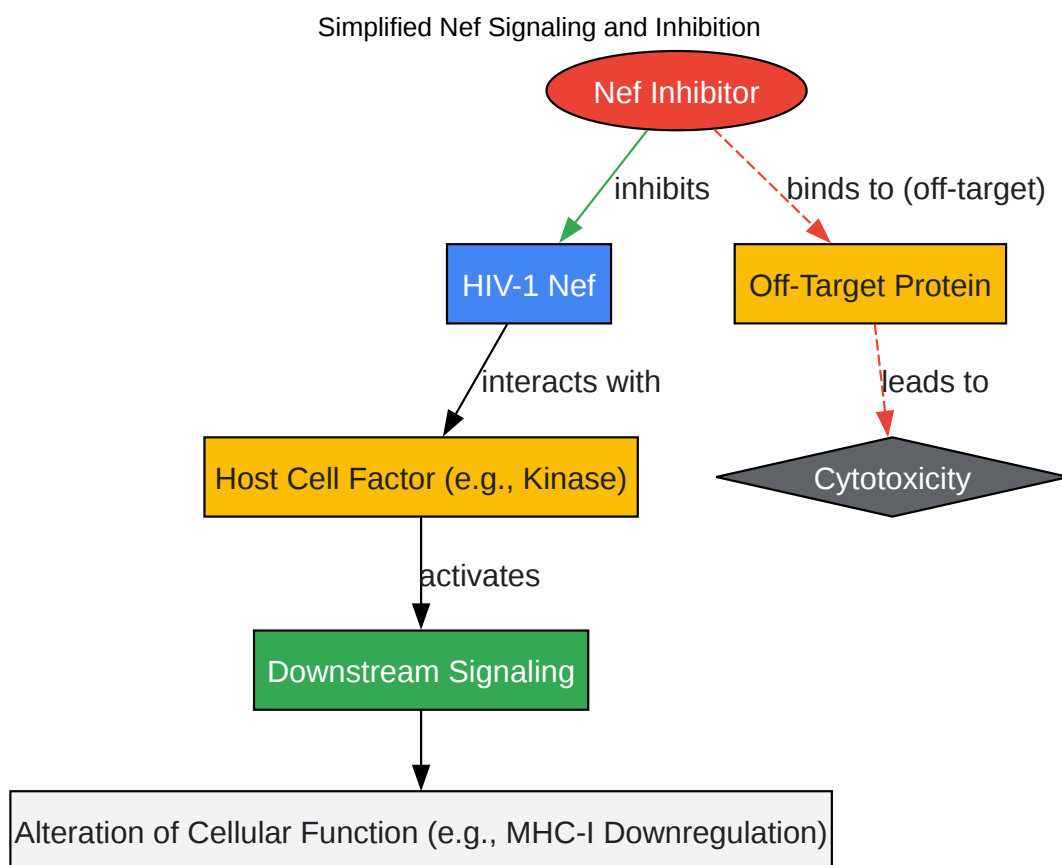 Simplified Nef Signaling and Inhibition
Nef Inhibitor
inhibits
binds to (off-target)
HIV-1 Nef
Off-Target Protein
interacts with
leads to
Host Cell Factor (e.g., Kinase)
Cytotoxicity
activates
Downstream Signaling
Alteration of Cellular Function (e.g., MHC-I Downregulation)